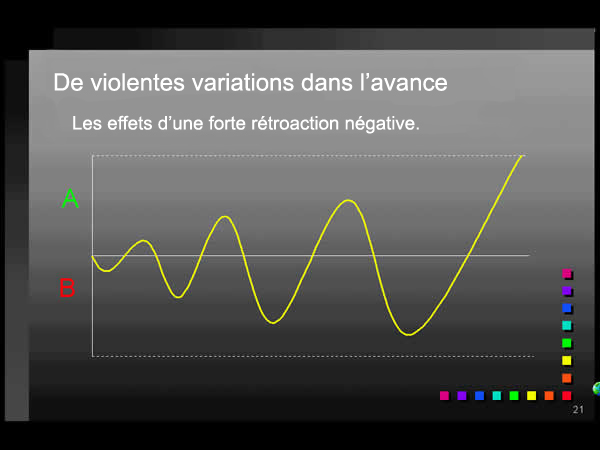 De violentes variations dans l’avance
Les effets d’une forte rétroaction négative.
A
B
21